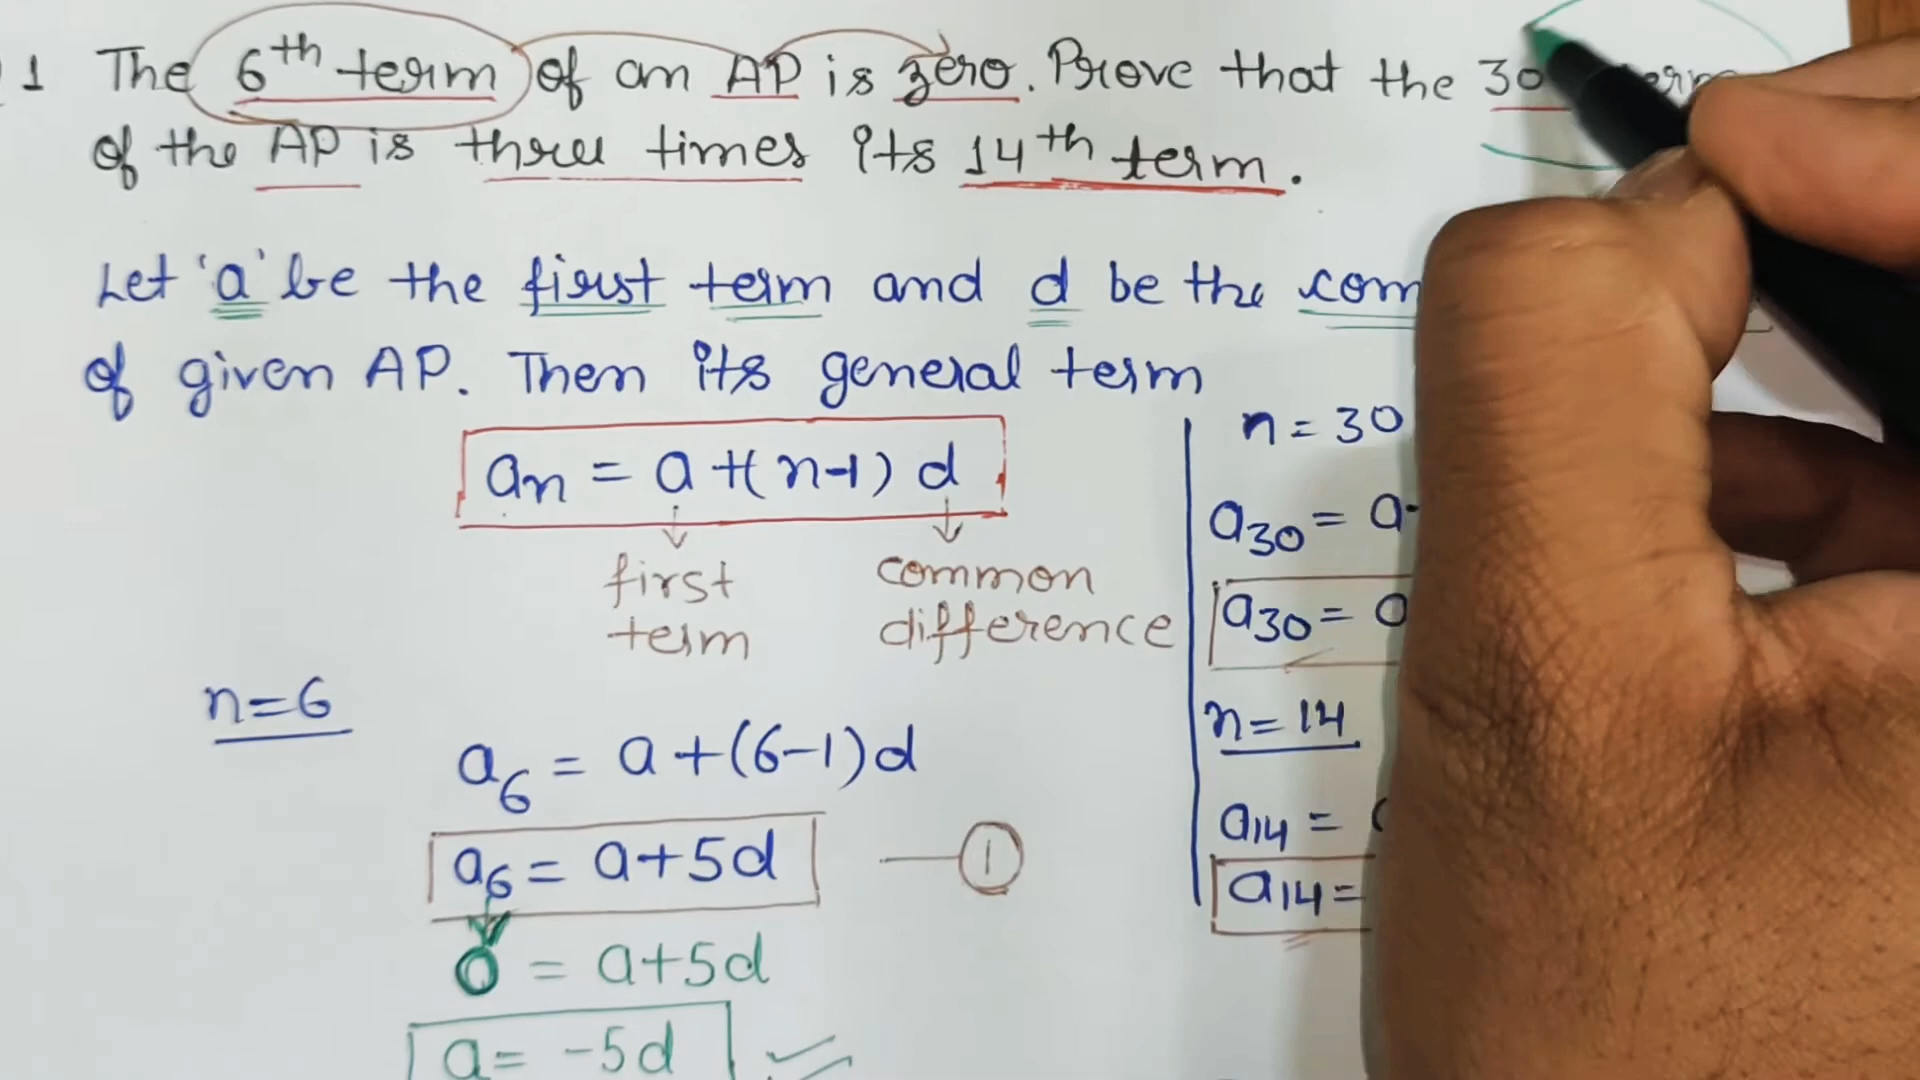 1 The 6th term of an AP is zero. Prove that the 30
of the AP is three times its 14th term.
Let 'a' be the first term and d be the com
of given AP. Then its general term
an = a+(n-1) d
first term
common difference
n=6
a6 = a+(6-1)d
a6 = a+5d
1
0 = a+5d
a= -5d
n = 30
a30 = a
a30 = a
n = 14
a14 =
a14 =